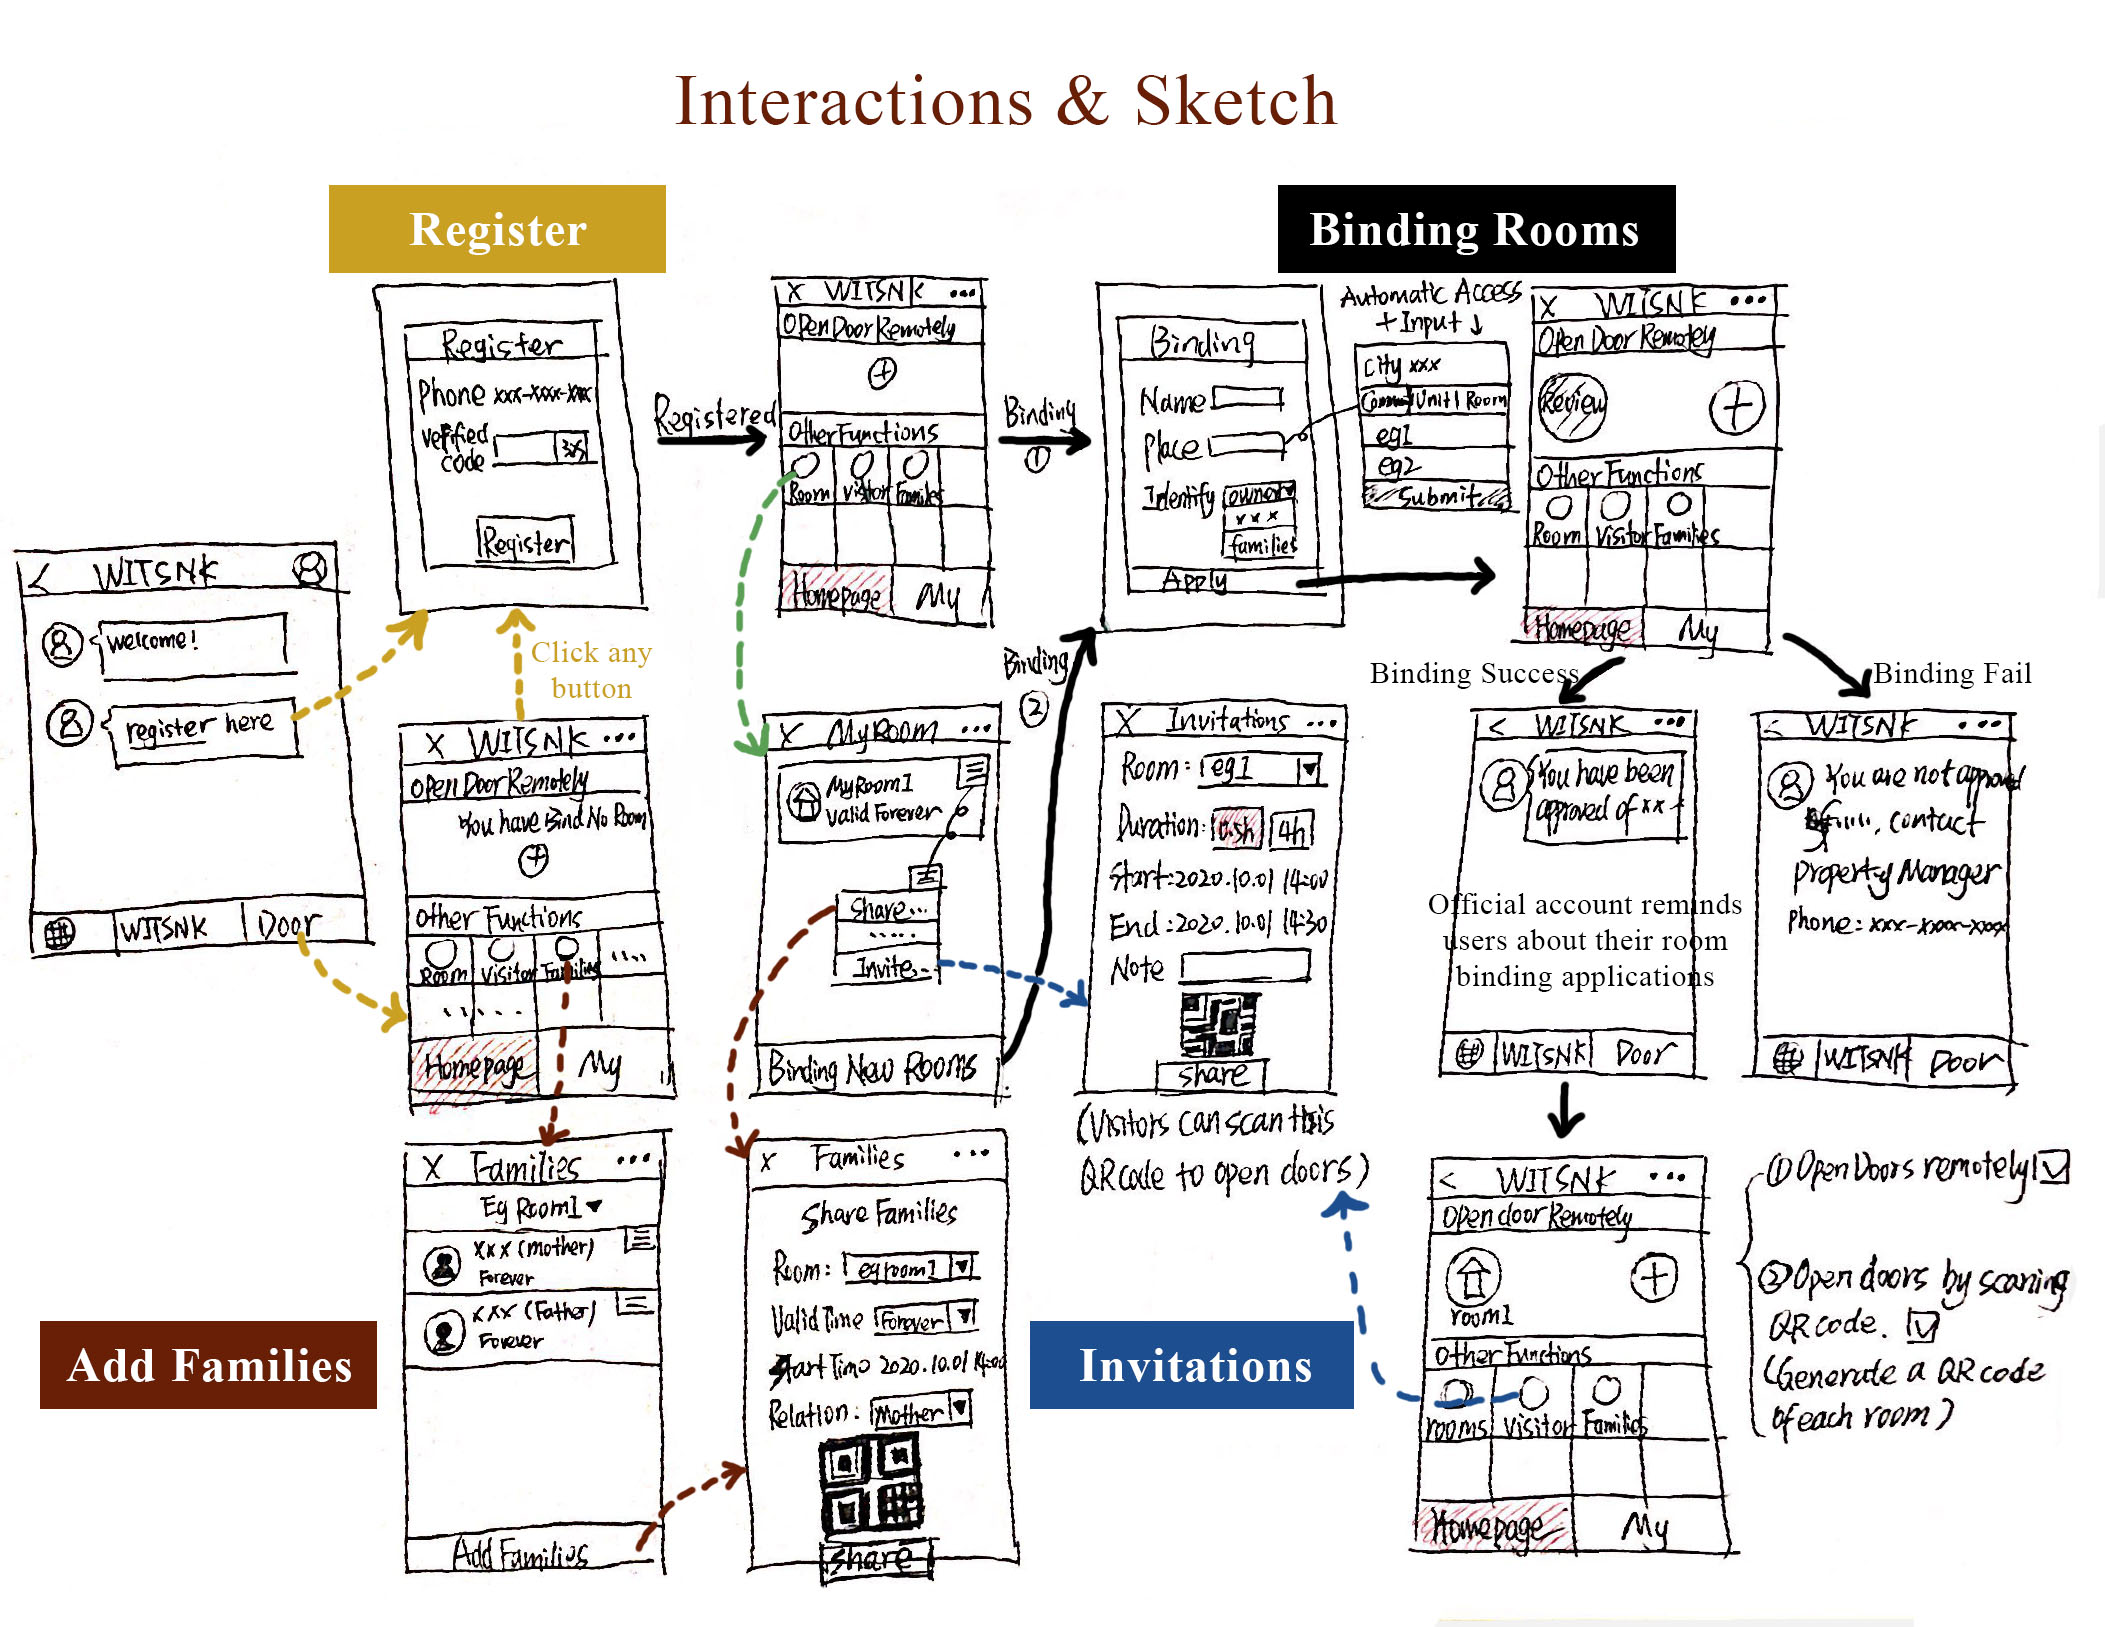 Interactions & Sketch
Register
Binding Rooms
WITSNK
welcome!
register here
WITSNK
Door
Register
Phone xxx-xxxx-xxx
verified
code
Register
Click any
button
X WITSNK ...
Open Door Remotely
You have Bind No Room
+
Other Functions
Room Visitor Families .....
......
Homepage My
Registered
X WITSNK ...
Open Door Remotely
+
Other Functions
Room Visitor Familes
Homepage My
Binding
①
Binding
Name
Place
Identify owner
xxx
families
Apply
Automatic Access
+ Input ↓
City xxx
Unit1 Room
eg1
eg2
Submit
X WITSNK ...
Open Door Remotely
Review +
Other Functions
Room Visitor Families
Homepage My
X My Room ...
My Room1
Valid Forever
Share...
.....
Invite...
Binding New Rooms
Binding
②
X Invitations ...
Room: eg1
Duration: 0.5h 4h
Start:2020.10.01 14:00
End:2020.10.01 14:30
Note
share
(Visitors can scan this
QR code to open doors)
Binding Success
Binding Fail
< WITSNK ...
You have been
approved of xx
Official account reminds
users about their room
binding applications
WITSNK Door
< WITSNK ...
You are not approved
of....., contact
property Manager
Phone: xxx-xxxx-xxxx
WITSNK Door
X Families ...
Eg Room1
xxx (mother)
Forever
xxx (Father)
Forever
Add Families
Add Families
X Families ...
Share Families
Room: eg room1
Valid Time Forever
Start Time 2020.10.01 14:00
Relation: Mother
share
Invitations
< WITSNK ...
Open door Remotely
room1 +
Other Functions
rooms Visitor Families
Homepage My
① Open Doors remotely
② Open doors by scaning
QR code.
(Generate a QR code
of each room)